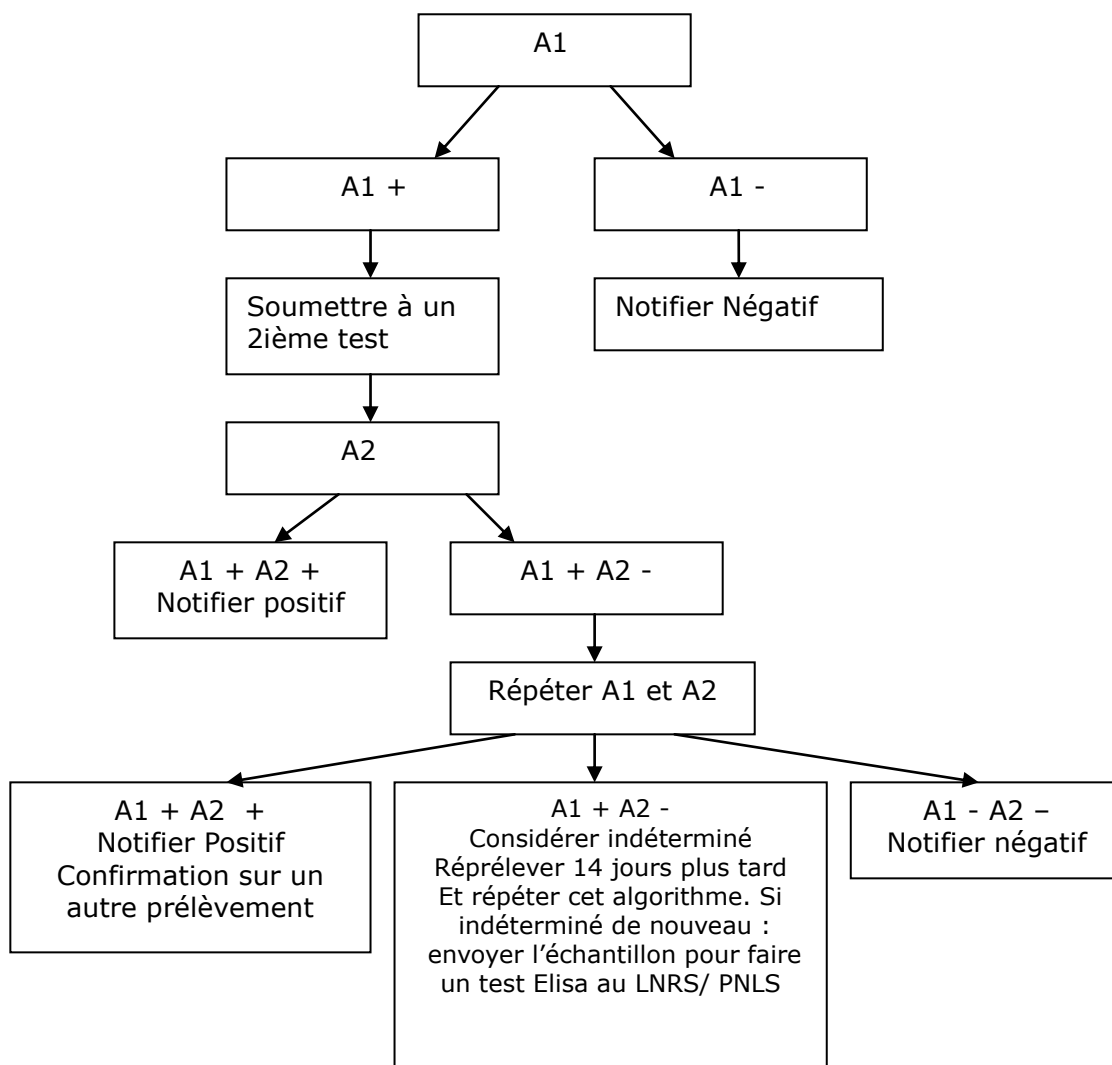 A1
A1 +
A1 -
Soumettre à un
2ième test
Notifier Négatif
A2
A1 + A2 +
Notifier positif
A1 + A2 -
Répéter A1 et A2
A1 + A2  +
Notifier Positif
Confirmation sur un
autre prélèvement
A1 + A2 -
Considérer indéterminé
Réprélever 14 jours plus tard
Et répéter cet algorithme. Si
indéterminé de nouveau :
envoyer l’échantillon pour faire
un test Elisa au LNRS/ PNLS
A1 - A2 –
Notifier négatif